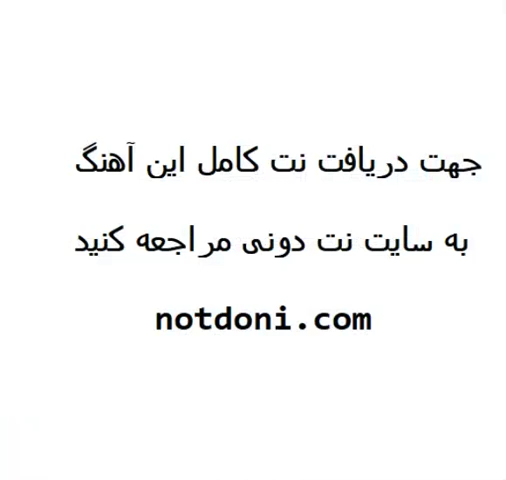 جهت دریافت نت کامل این آهنگ
به سایت نت دونی مراجعه کنید
notdoni.com